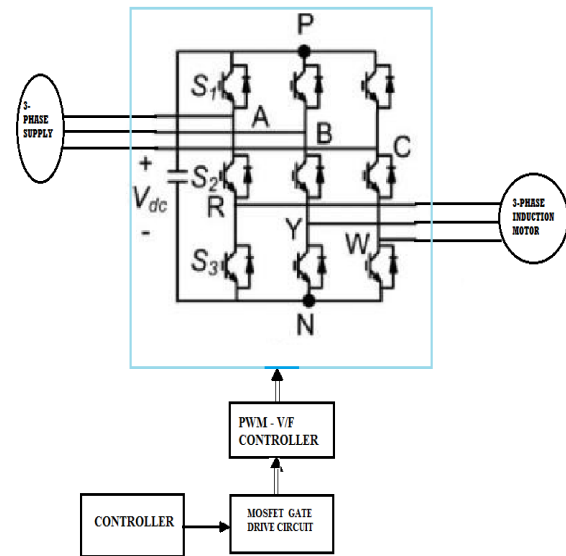 P
3-
PHASE
SUPPLY
S1
A
B
C
+
Vdc
-
S2
R
Y
W
S3
N
3-PHASE
INDUCTION
MOTOR
PWM - V/F
CONTROLLER
CONTROLLER
MOSFET GATE
DRIVE CIRCUIT